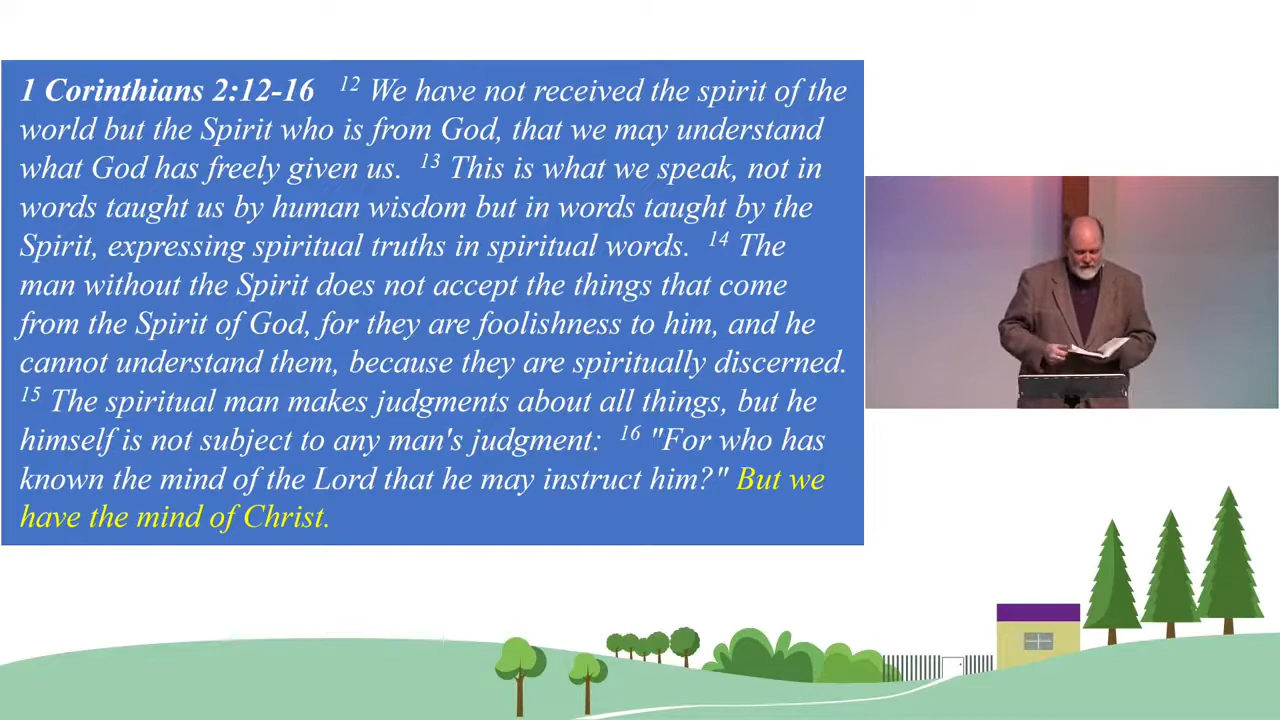 1 Corinthians 2:12-16 12 We have not received the spirit of the
world but the Spirit who is from God, that we may understand
what God has freely given us. 13 This is what we speak, not in
words taught us by human wisdom but in words taught by the
Spirit, expressing spiritual truths in spiritual words. 14 The
man without the Spirit does not accept the things that come
from the Spirit of God, for they are foolishness to him, and he
cannot understand them, because they are spiritually discerned.
15 The spiritual man makes judgments about all things, but he
himself is not subject to any man's judgment: 16 "For who has
known the mind of the Lord that he may instruct him?" But we
have the mind of Christ.